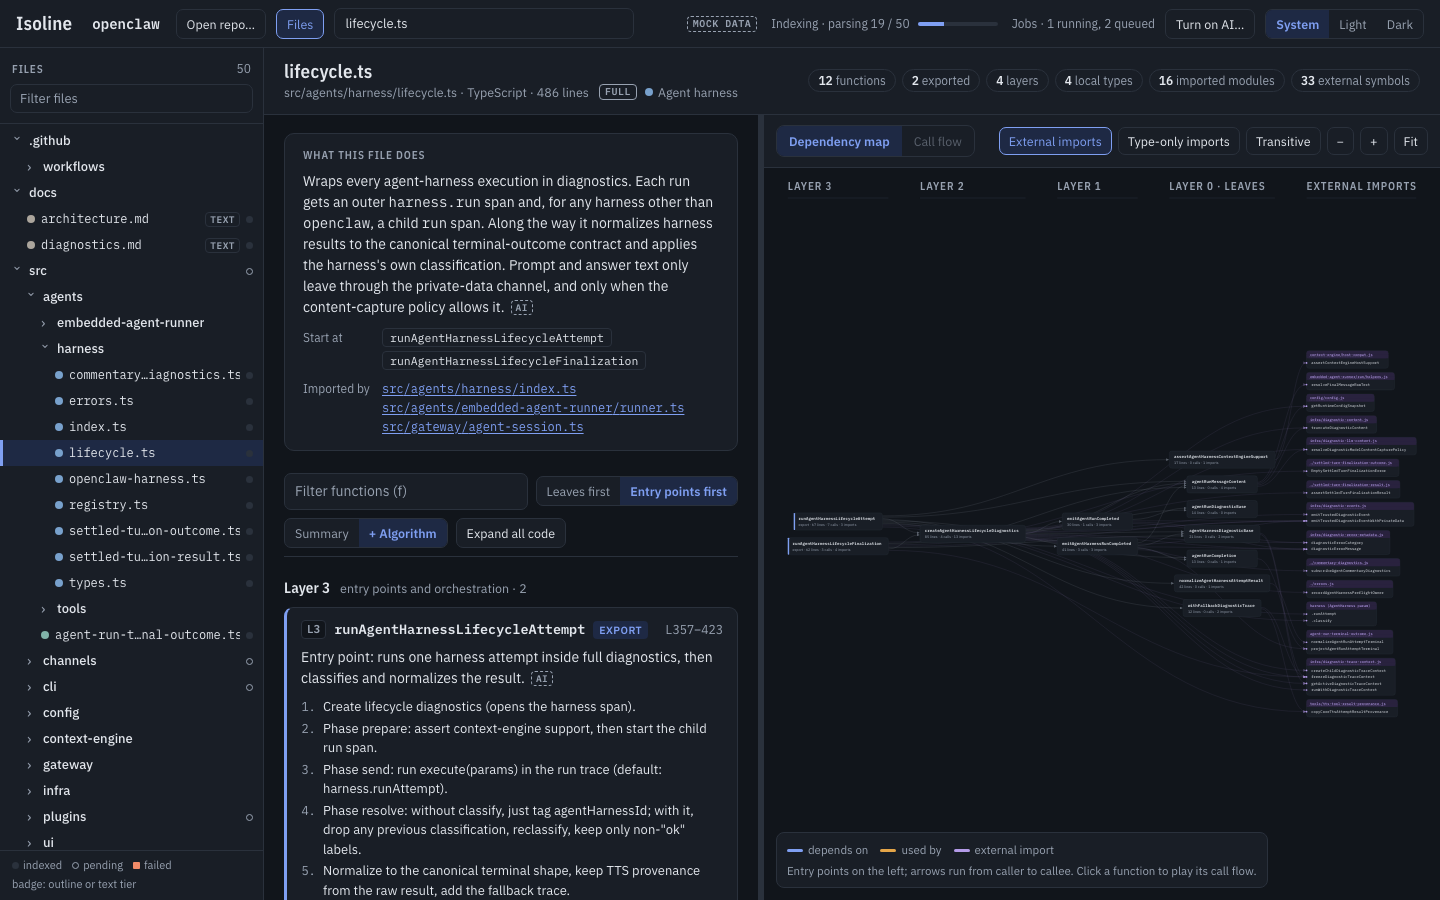 Isoline
openclaw
Open repo...
Files
lifecycle.ts
MOCK DATA
Indexing · parsing 19 / 50
Jobs · 1 running, 2 queued
Turn on AI...
System
Light
Dark
FILES
50
Filter files
.github
workflows
docs
architecture.md
TEXT
diagnostics.md
TEXT
src
agents
embedded-agent-runner
harness
commentary…iagnostics.ts
errors.ts
index.ts
lifecycle.ts
openclaw-harness.ts
registry.ts
settled-tu…on-outcome.ts
settled-tu…ion-result.ts
types.ts
tools
agent-run-t…nal-outcome.ts
channels
cli
config
context-engine
gateway
infra
plugins
ui
indexed
pending
failed
badge: outline or text tier
lifecycle.ts
src/agents/harness/lifecycle.ts · TypeScript · 486 lines
FULL
Agent harness
12 functions
2 exported
4 layers
4 local types
16 imported modules
33 external symbols
WHAT THIS FILE DOES
Wraps every agent-harness execution in diagnostics. Each run
gets an outer harness.run span and, for any harness other than
openclaw, a child run span. Along the way it normalizes harness
results to the canonical terminal-outcome contract and applies
the harness's own classification. Prompt and answer text only
leave through the private-data channel, and only when the
content-capture policy allows it. AI
Start at
runAgentHarnessLifecycleAttempt
runAgentHarnessLifecycleFinalization
Imported by
src/agents/harness/index.ts
src/agents/embedded-agent-runner/runner.ts
src/gateway/agent-session.ts
Filter functions (f)
Leaves first
Entry points first
Summary
+ Algorithm
Expand all code
Layer 3
entry points and orchestration · 2
L3
runAgentHarnessLifecycleAttempt
EXPORT
L357–423
Entry point: runs one harness attempt inside full diagnostics, then
classifies and normalizes the result. AI
1. Create lifecycle diagnostics (opens the harness span).
2. Phase prepare: assert context-engine support, then start the child
run span.
3. Phase send: run execute(params) in the run trace (default:
harness.runAttempt).
4. Phase resolve: without classify, just tag agentHarnessId; with it,
drop any previous classification, reclassify, keep only non-"ok"
labels.
5. Normalize to the canonical terminal shape, keep TTS provenance
from the raw result, add the fallback trace.
Dependency map
Call flow
External imports
Type-only imports
Transitive
−
+
Fit
LAYER 3
LAYER 2
LAYER 1
LAYER 0 · LEAVES
EXTERNAL IMPORTS
runAgentHarnessLifecycleAttempt
runAgentHarnessLifecycleFinalization
createAgentHarnessLifecycleDiagnostics
emitAgentRunCompleted
emitAgentHarnessRunCompleted
assertAgentHarnessContextEngineSupport
agentRunMessageContent
agentRunDiagnosticBase
agentHarnessDiagnosticBase
agentRunCompletion
normalizeAgentHarnessAttemptResult
withFallbackDiagnosticTrace
depends on
used by
external import
Entry points on the left; arrows run from caller to callee. Click a function to play its call flow.